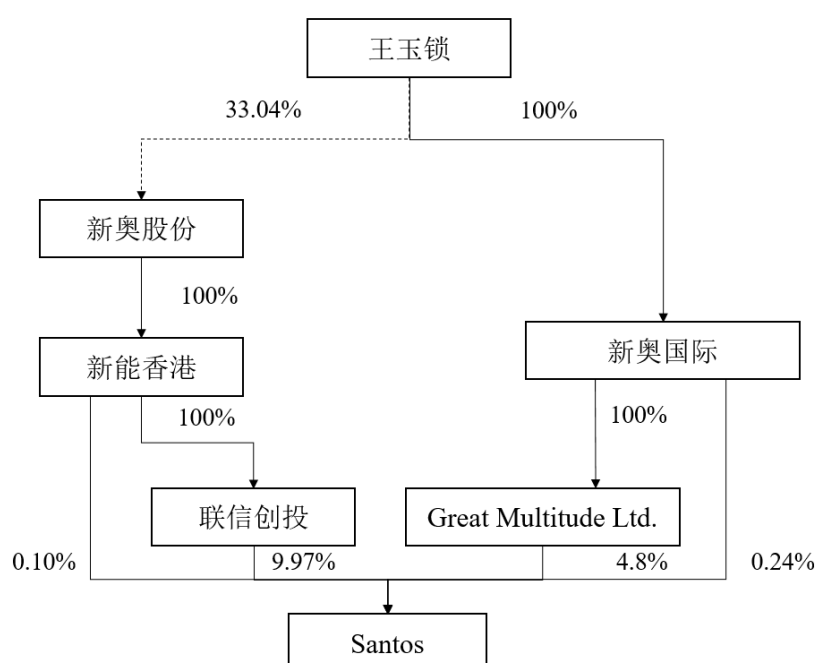 王玉锁
33.04%
100%
新奥股份
100%
新奥国际
新能香港
100%
100%
联信创投
Great Multitude Ltd.
0.10%
9.97%
4.8%
0.24%
Santos